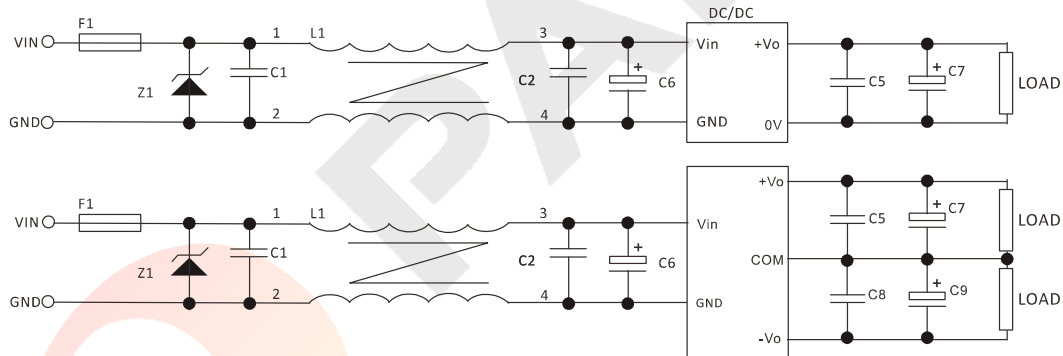 DC/DC
F1
VIN
1 L1 3
Vin +Vo
Z1 C1 C2 + C6 C5 + C7 LOAD
GND 2 4 GND 0V
+Vo
F1
VIN
1 L1 3
Vin
C5 + C7 LOAD
Z1 C1 C2 + C6
COM
C8 + C9 LOAD
GND 2 4 GND
-Vo